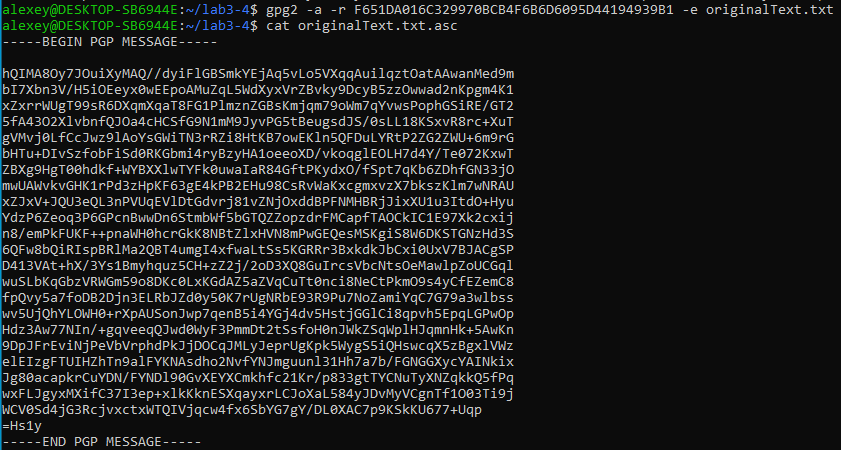 alexey@DESKTOP-SB6944E:~/lab3-4$ gpg2 -a -r F651DA016C329970BCB4F6B6D6095D44194939B1 -e originalText.txt
alexey@DESKTOP-SB6944E:~/lab3-4$ cat originalText.txt.asc
-----BEGIN PGP MESSAGE-----

hQIMA8Oy7JOuiXyMAQ//dyiFlGBSmkYEjAq5vLo5VXqqAuilqztOatAAwanMed9m
bI7Xbn3V/H5iOEeyx0wEEpoAMuZqL5WdXyxVrZBvky9DcyB5zzOwwad2nKpgm4K1
xZxrrWUgT99sR6DXqmXqaT8FG1PlmznZGBsKmjqm79oWm7qYvwsPophGSiRE/GT2
5fA43O2XlvbnfQJOa4cHCSfG9N1mM9JyvPG5tBeugsdJS/0sLL18KSxvR8rc+XuT
gVMvj0LfCcJwz9lAoYsGWiTN3rRZi8HtKB7owEKln5QFDuLYRtP2ZG2ZWU+6m9rG
bHTu+DIvSzfobFiSd0RKGbmi4ryBzyHA1oeeoXD/vkoqglEOLH7d4Y/Te072KxwT
ZBXg9HgT00hdkf+WYBXXlwTYFk0uwaIaR84GftPKydxO/fSpt7qKb6ZDhfGN33jO
mwUAWvkvGHK1rPd3zHpKF63gE4kPB2EHu98CsRvWaKxcgmxvzX7bkszKlm7wNRAU
xZJxV+JQU3eQL3nPVUqEVlDtGdvrj81vZNjOxddBPFNMHBRjJixXU1u3ItdO+Hyu
YdzP6Zeoq3P6GPcnBwwDn6StmbWf5bGTQZZopzdrFMCapfTAOCkIC1E97Xk2cxij
n8/emPkFUKF++pnaWH0hcrGkK8NBtZlxHVN8mPwGEQesMSKgiS8W6DKSTGNzHd3S
6QFw8bQiRIspBRlMa2QBT4umgI4xfwaLtSs5KGRRr3BxkdkJbCxi0UxV7BJACgSP
D413VAt+hX/3Ys1Bmyhquz5CH+zZ2j/2oD3XQ8GuIrcsVbcNtsOeMawlpZoUCGql
wuSLbKqGbzVRWGm59o8DKc0LxKGdAZ5aZVqCuTt0nci8NeCtPkmO9s4yCfEZemC8
fpQvy5a7foDB2Djn3ELRbJZd0y50K7rUgNRbE93R9Pu7NoZamiYqC7G79a3wlbss
wv5UjQhYLOWH0+rXpAUSonJwp7qenB5i4YGj4dv5HstjGGlCi8qpvh5EpqLGPwOp
Hdz3Aw77NIn/+gqveeqQJwd0WyF3PmmDt2tSsfoH0nJWkZSqWplHJqmnHk+5AwKn
9DpJFrEviNjPeVbVrphdPkJjDOCqJMLyJeprUgKpk5WygS5iQHswcqX5zBgxlVWz
elEIzgFTUIHZhTn9alFYKNAsdho2NvfYNJmguunl31Hh7a7b/FGNGGXycYAINkix
Jg80acapkrCuYDN/FYNDl90GvXEYXCmkhfc21Kr/p833gtTYCNuTyXNZqkkQ5fPq
wxFLJgyxMXifC37I3ep+xlkKknESXqayxrLCJoXaL584yJDvMyVCgnTf1O03Ti9j
WCV0Sd4jG3RcjvxctxWTQIVjqcw4fx6SbYG7gY/DL0XAC7p9KSkKU677+Uqp
=Hs1y
-----END PGP MESSAGE-----